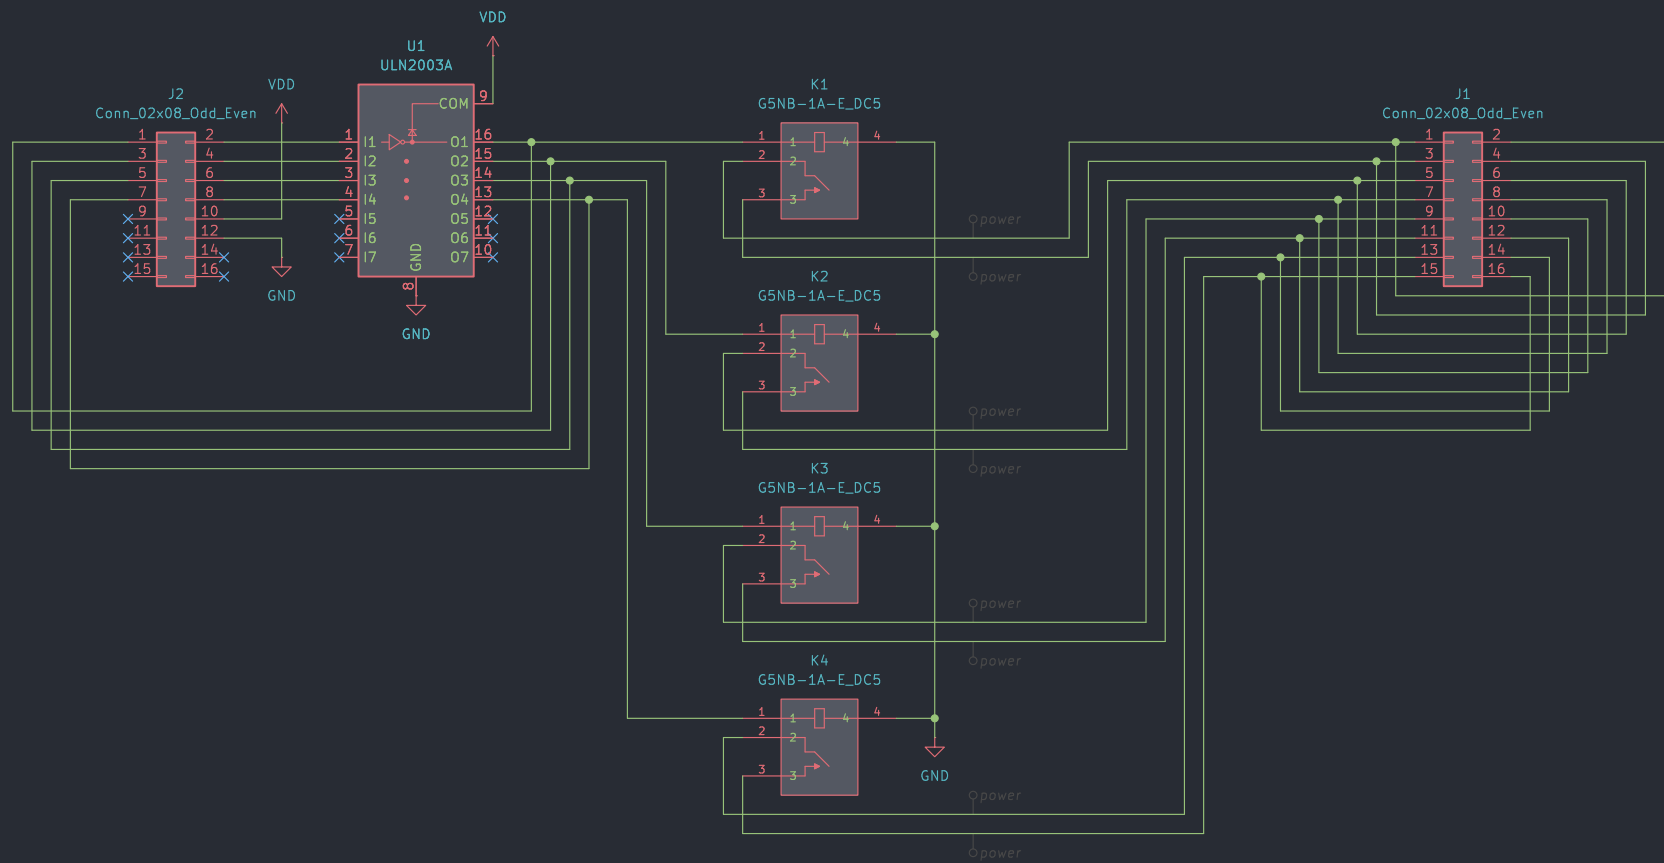 VDD
U1
ULN2003A
VDD
J2
Conn_02x08_Odd_Even
1 2
3 4
5 6
7 8
9 10
11 12
13 14
15 16
GND
COM 9
1 I1 O1 16
2 I2 O2 15
3 I3 O3 14
4 I4 O4 13
5 I5 O5 12
6 I6 O6 11
7 I7 O7 10
GND
8
GND
K1
G5NB-1A-E_DC5
1 1 4 4
2 2
3 3
power
power
K2
G5NB-1A-E_DC5
1 1 4 4
2 2
3 3
power
power
K3
G5NB-1A-E_DC5
1 1 4 4
2 2
3 3
power
power
K4
G5NB-1A-E_DC5
1 1 4 4
2 2
3 3
GND
power
power
J1
Conn_02x08_Odd_Even
1 2
3 4
5 6
7 8
9 10
11 12
13 14
15 16